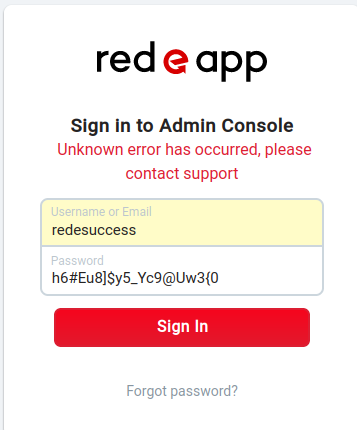 red e app
Sign in to Admin Console
Unknown error has occurred, please
contact support
Username or Email
redesuccess
Password
h6#Eu8]$y5_Yc9@Uw3{0
Sign In
Forgot password?